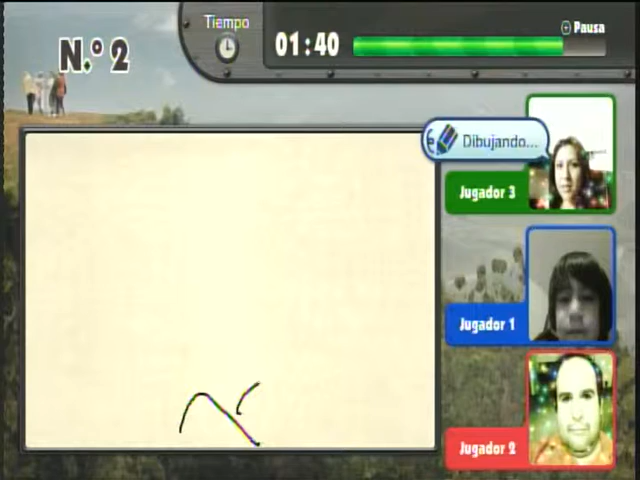 N.º 2
Tiempo
01:40
Pausa
Dibujando...
Jugador 3
Jugador 1
Jugador 2